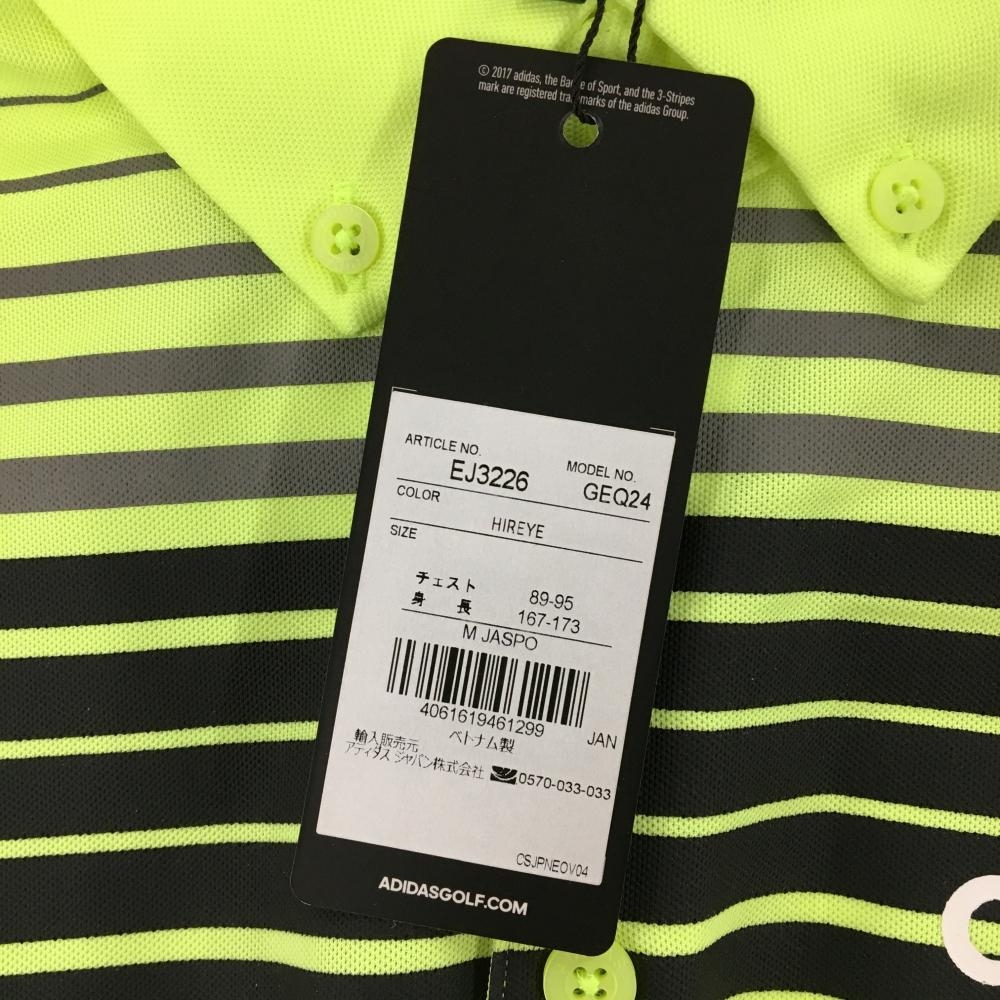 © 2017 adidas, the Badge of Sport, and the 3-Stripes
mark are registered trademarks of the adidas Group.
ARTICLE NO.
EJ3226
MODEL NO.
GEQ24
COLOR
HIREYE
SIZE
チェスト 89-95
身 長 167-173
M JASPO
4061619461299
JAN
ベトナム製
輸入販売元
アディダス ジャパン株式会社 0570-033-033
CSJPNEOV04
ADIDASGOLF.COM